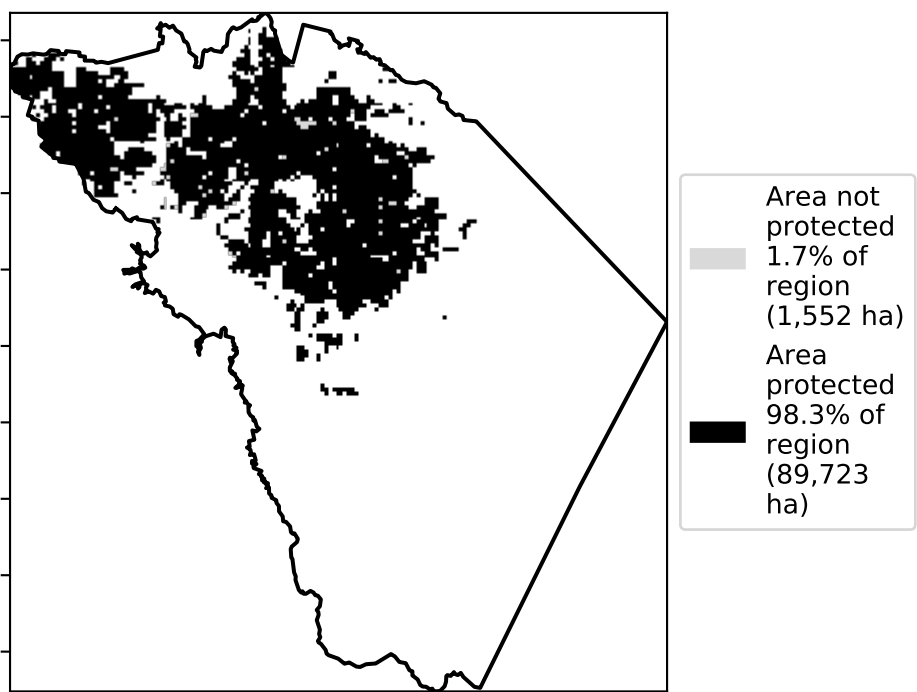 Area not
protected
1.7% of
region
(1,552 ha)
Area
protected
98.3% of
region
(89,723
ha)